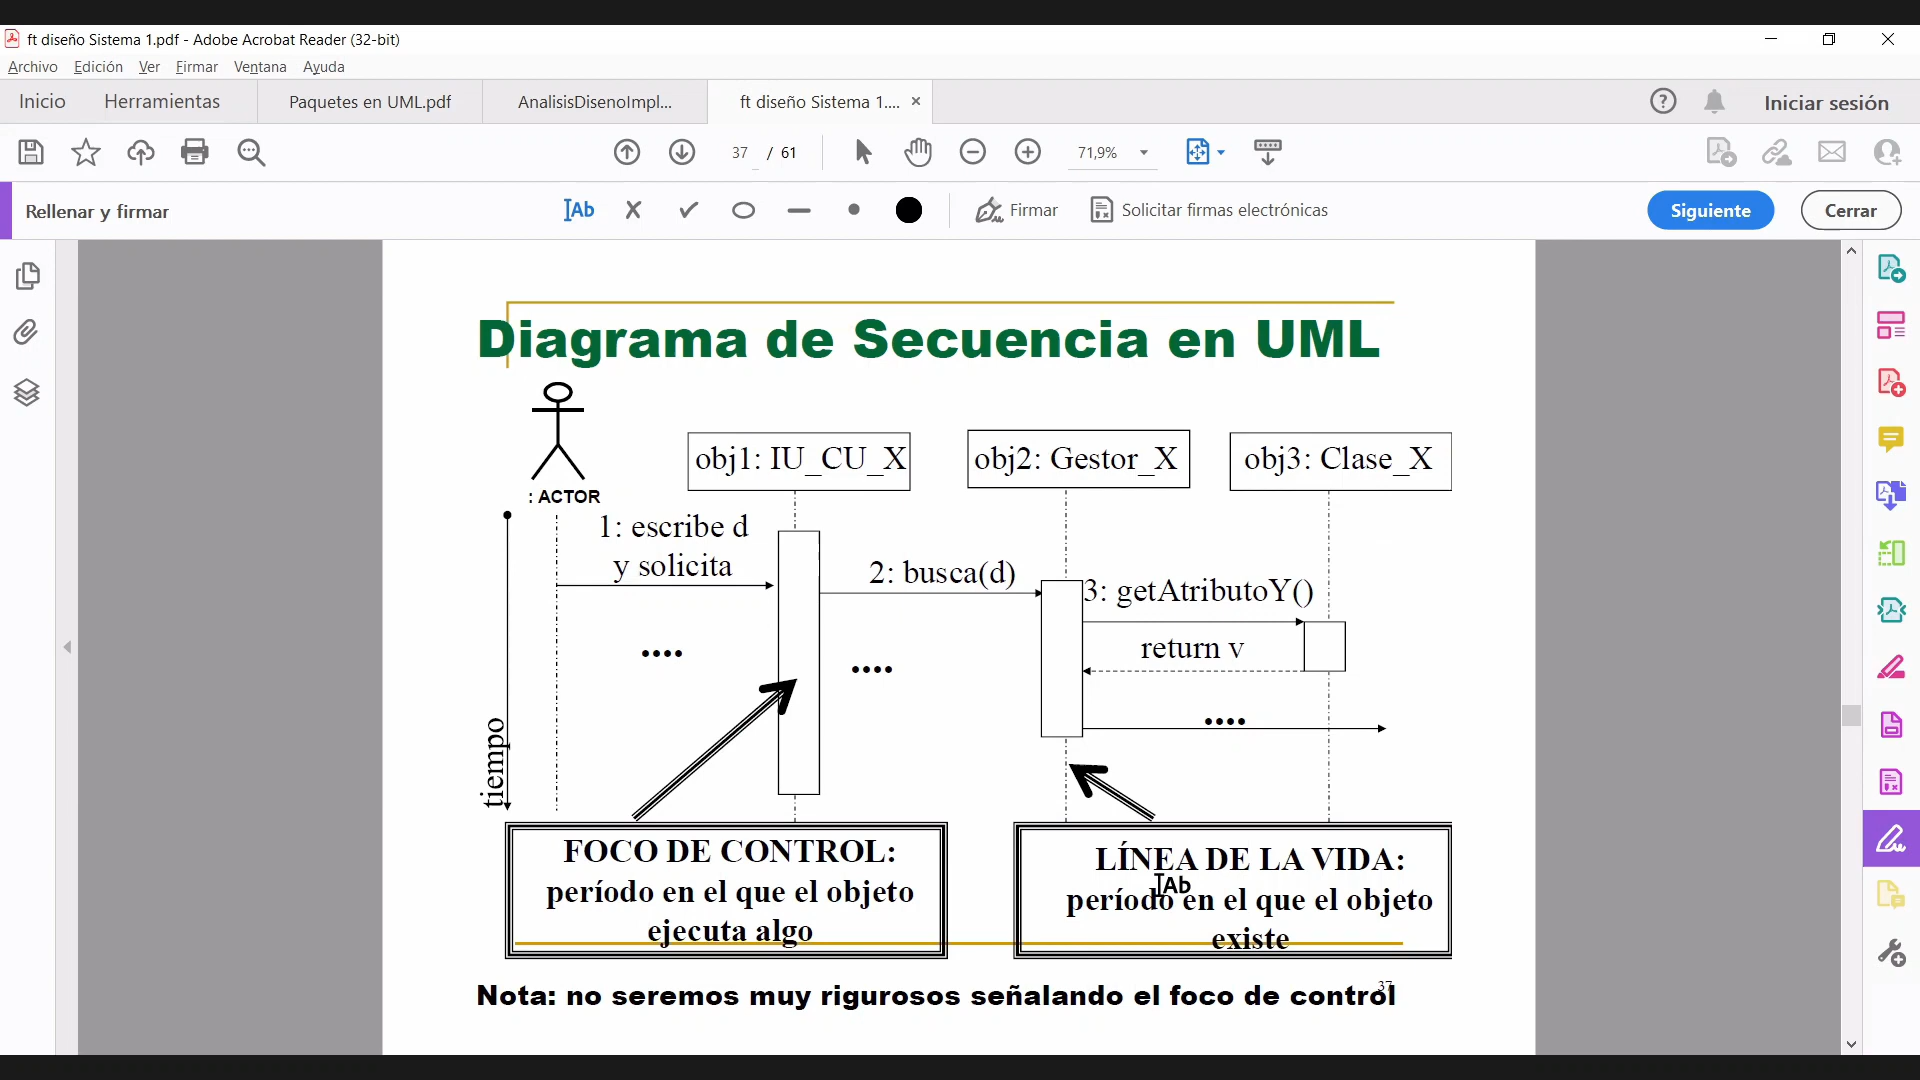 ft diseño Sistema 1.pdf - Adobe Acrobat Reader (32-bit)
Archivo Edición Ver Firmar Ventana Ayuda
Inicio Herramientas Paquetes en UML.pdf AnalisisDisenoImpl... ft diseño Sistema 1.... × Iniciar sesión
37 / 61 71,9%
Rellenar y firmar Ab Firmar Solicitar firmas electrónicas Siguiente Cerrar
Diagrama de Secuencia en UML
obj1: IU_CU_X obj2: Gestor_X obj3: Clase_X
: ACTOR
1: escribe d
y solicita
2: busca(d)
3: getAtributoY()
return v
....
....
....
tiempo
FOCO DE CONTROL:
período en el que el objeto
ejecuta algo
LÍNEA DE LA VIDA:
período en el que el objeto
existe
Ab
Nota: no seremos muy rigurosos señalando el foco de control
37